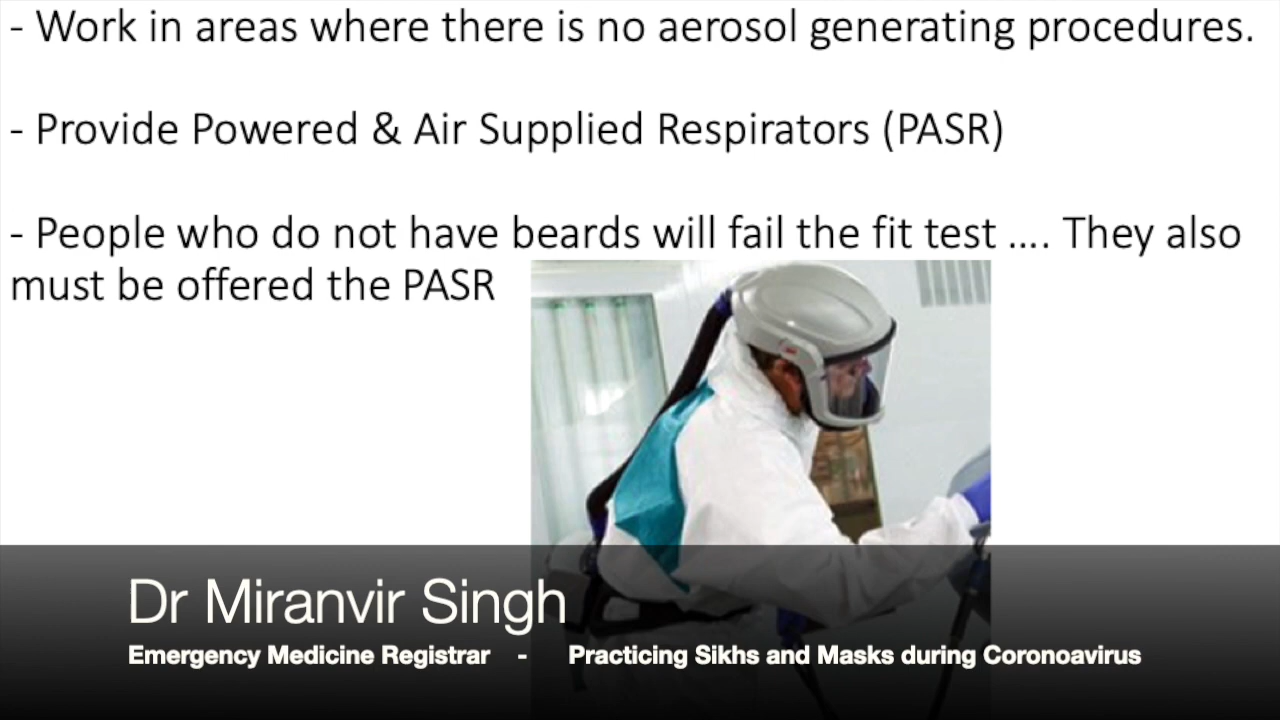 - Work in areas where there is no aerosol generating procedures.
- Provide Powered & Air Supplied Respirators (PASR)
- People who do not have beards will fail the fit test .... They also
must be offered the PASR
Dr Miranvir Singh
Emergency Medicine Registrar - Practicing Sikhs and Masks during Coronoavirus